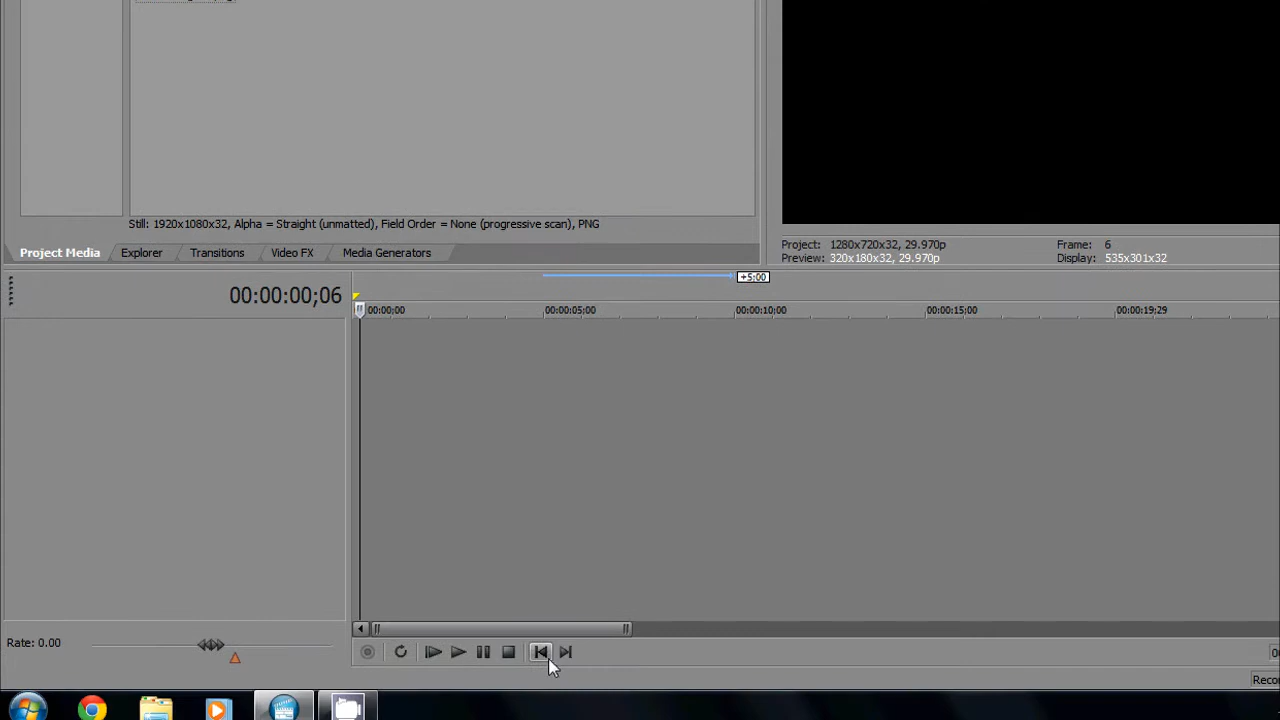 Still: 1920x1080x32, Alpha = Straight (unmatted), Field Order = None (progressive scan), PNG
Project Media Explorer Transitions Video FX Media Generators
Project: 1280x720x32, 29.970p Frame: 6
Preview: 320x180x32, 29.970p Display: 535x301x32
+5:00
00:00:00;06
00:00;00 00:00:05;00 00:00:10;00 00:00:15;00 00:00:19;29
Rate: 0.00